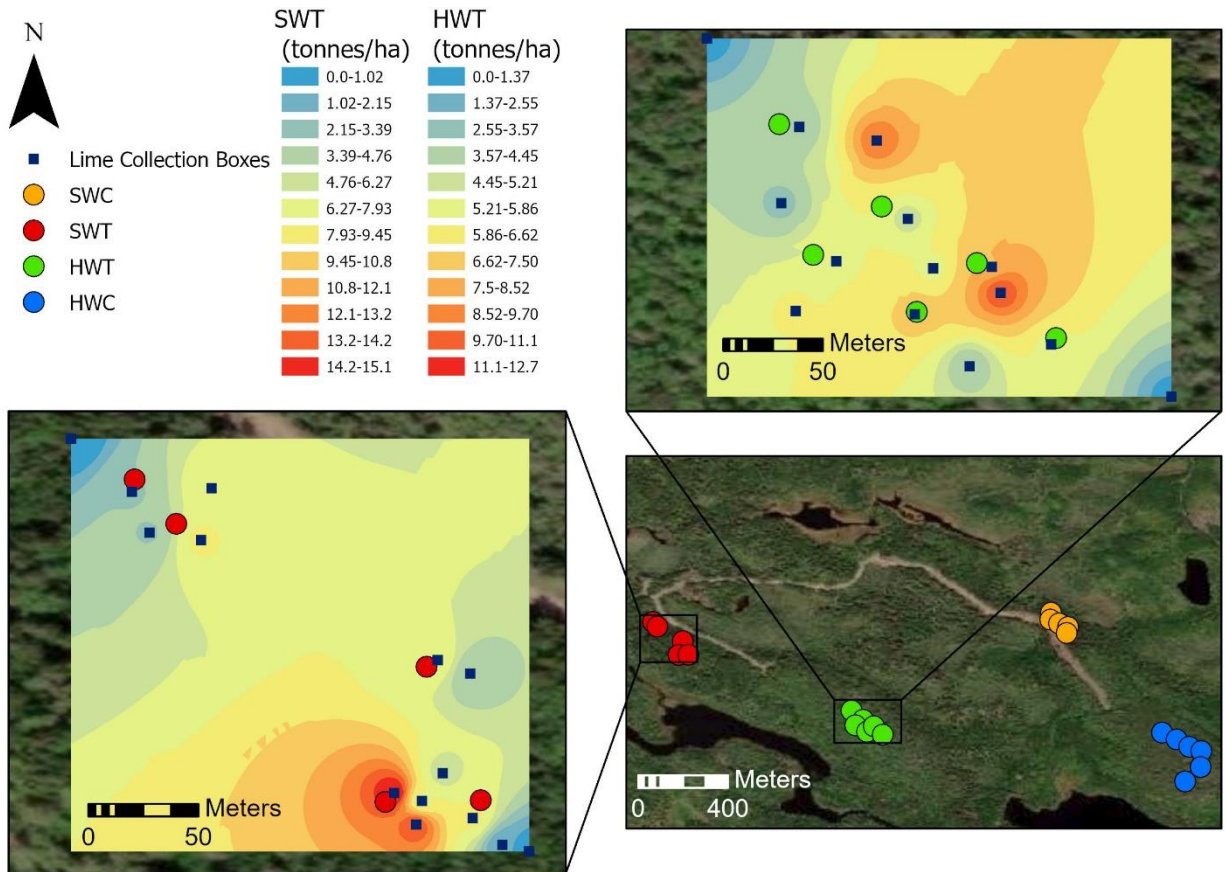 N
Lime Collection Boxes
SWC
SWT
HWT
HWC
SWT
(tonnes/ha)
0.0-1.02
1.02-2.15
2.15-3.39
3.39-4.76
4.76-6.27
6.27-7.93
7.93-9.45
9.45-10.8
10.8-12.1
12.1-13.2
13.2-14.2
14.2-15.1
HWT
(tonnes/ha)
0.0-1.37
1.37-2.55
2.55-3.57
3.57-4.45
4.45-5.21
5.21-5.86
5.86-6.62
6.62-7.50
7.5-8.52
8.52-9.70
9.70-11.1
11.1-12.7
Meters
0 50
Meters
0 50
Meters
0 400